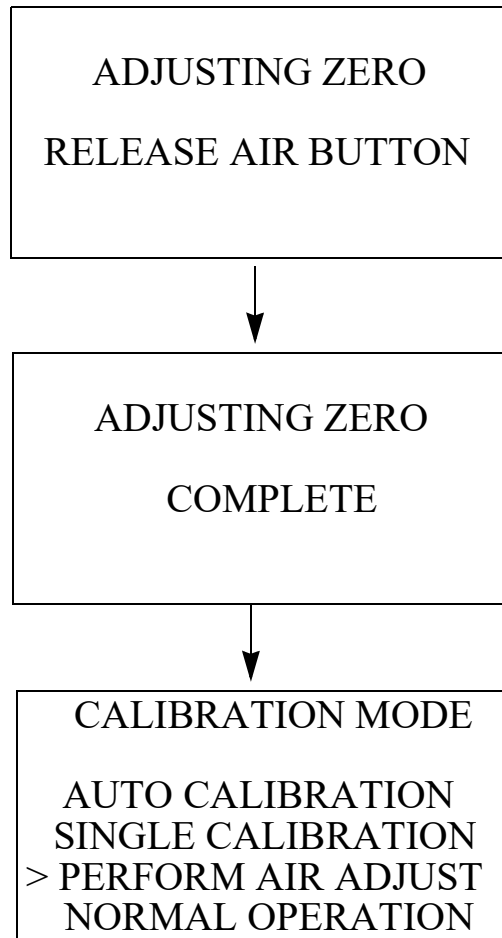 ADJUSTING ZERO
RELEASE AIR BUTTON
ADJUSTING ZERO
COMPLETE
CALIBRATION MODE
AUTO CALIBRATION
SINGLE CALIBRATION
> PERFORM AIR ADJUST
NORMAL OPERATION